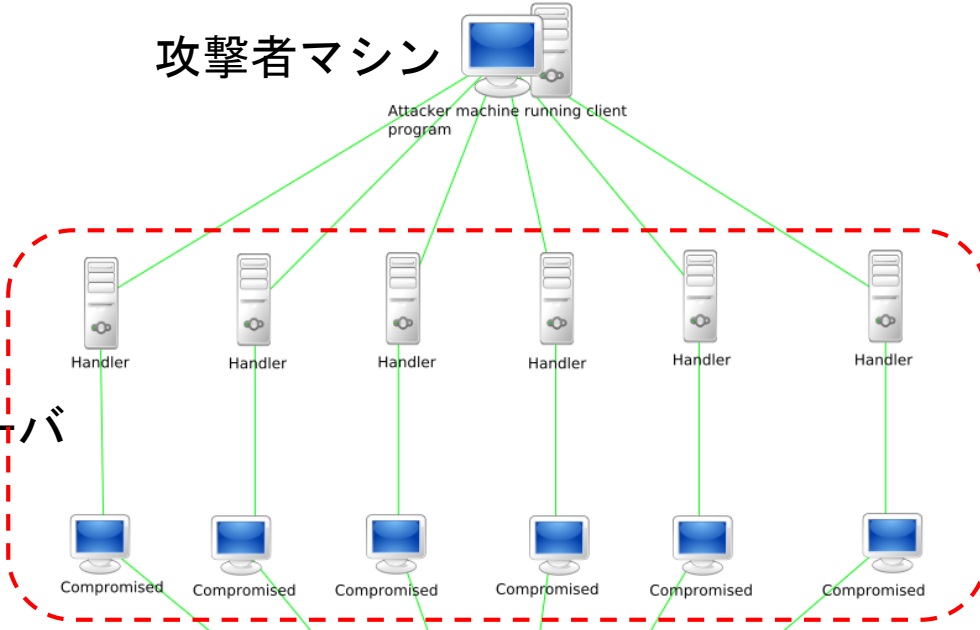 攻撃者マシン
Attacker machine running client
program
Handler
Handler
Handler
Handler
Handler
Handler
ーバ
Compromised
Compromised
Compromised
Compromised
Compromised
Compromised